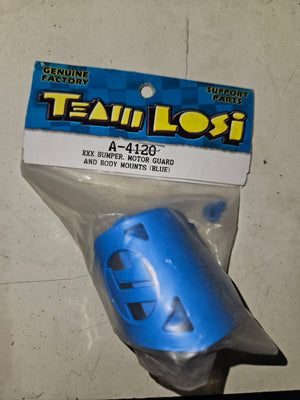 GENUINE FACTORY
SUPPORT PARTS
TEAM LOSI
A-4120
XXX BUMPER, MOTOR GUARD
AND BODY MOUNTS (BLUE)